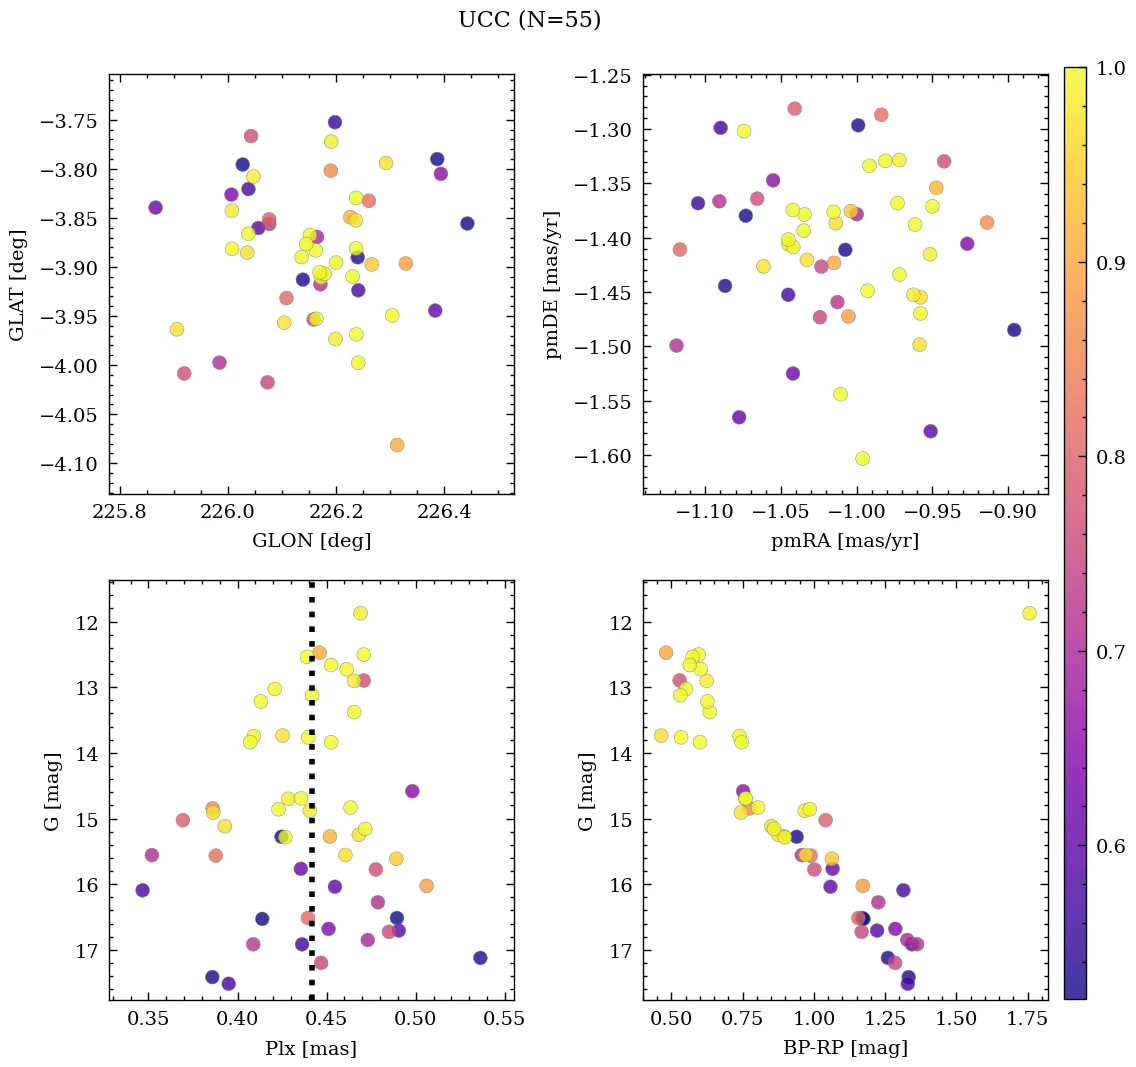 UCC (N=55)
−3.75
−3.80
−3.85
−3.90
−3.95
−4.00
−4.05
−4.10
GLAT [deg]
225.8 226.0 226.2 226.4
GLON [deg]
−1.25
−1.30
−1.35
−1.40
−1.45
−1.50
−1.55
−1.60
pmDE [mas/yr]
−1.10 −1.05 −1.00 −0.95 −0.90
pmRA [mas/yr]
12
13
14
15
16
17
G [mag]
0.35 0.40 0.45 0.50 0.55
Plx [mas]
12
13
14
15
16
17
G [mag]
0.50 0.75 1.00 1.25 1.50 1.75
BP-RP [mag]
1.0
0.9
0.8
0.7
0.6